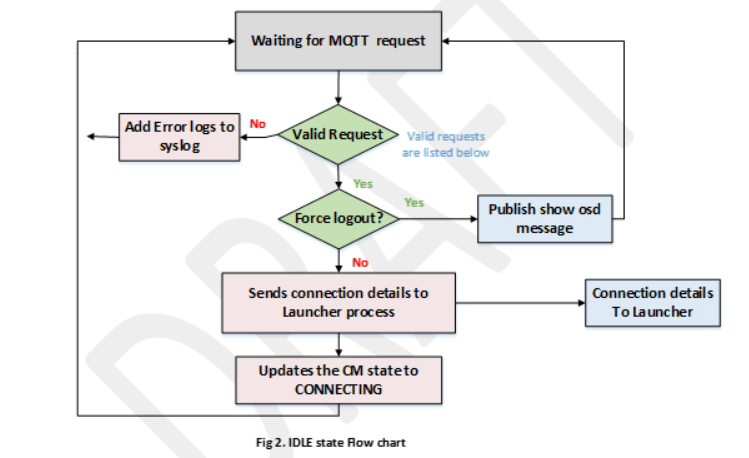 Waiting for MQTT request
Valid Request
No
Add Error logs to
syslog
Valid requests
are listed below
Yes
Force logout?
Yes
Publish show osd
message
No
Sends connection details to
Launcher process
Connection details
To Launcher
Updates the CM state to
CONNECTING
Fig 2. IDLE state Flow chart
DRAFT